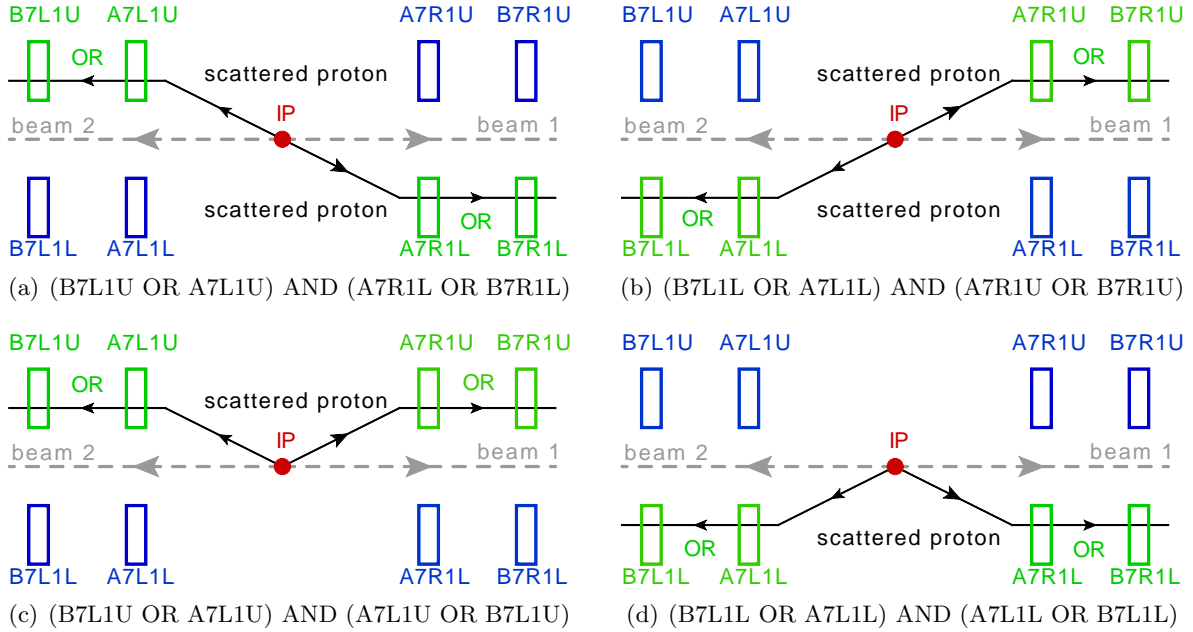 B7L1U A7L1U A7R1U B7R1U
OR
scattered proton
IP
beam 2 beam 1
scattered proton
OR
B7L1L A7L1L A7R1L B7R1L
(a) (B7L1U OR A7L1U) AND (A7R1L OR B7R1L)
B7L1U A7L1U A7R1U B7R1U
OR
scattered proton
IP
beam 2 beam 1
scattered proton
OR
B7L1L A7L1L A7R1L B7R1L
(b) (B7L1L OR A7L1L) AND (A7R1U OR B7R1U)
B7L1U A7L1U A7R1U B7R1U
OR OR
scattered proton
IP
beam 2 beam 1
B7L1L A7L1L A7R1L B7R1L
(c) (B7L1U OR A7L1U) AND (A7L1U OR B7L1U)
B7L1U A7L1U A7R1U B7R1U
IP
beam 2 beam 1
scattered proton
OR OR
B7L1L A7L1L A7R1L B7R1L
(d) (B7L1L OR A7L1L) AND (A7L1L OR B7L1L)